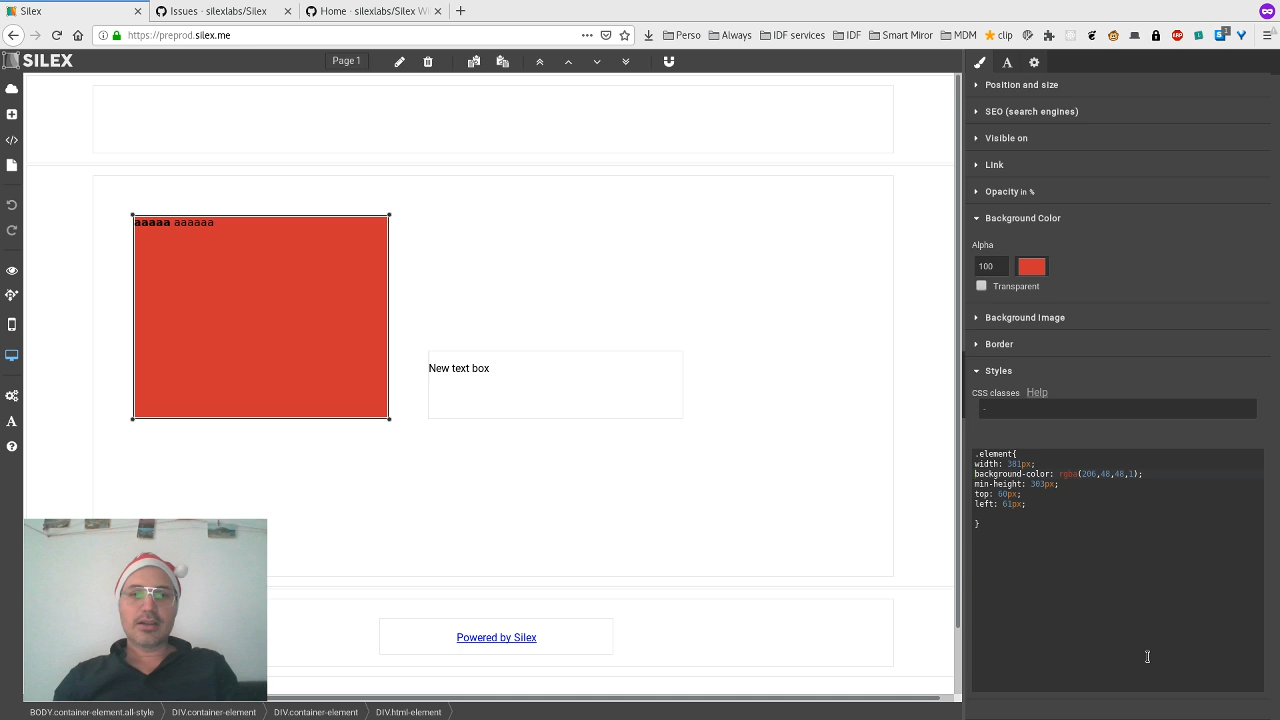 Silex
Issues - silexlabs/Silex
Home - silexlabs/Silex Wi
https://preprod.silex.me
Perso
Always
IDF services
IDF
Smart Miror
MDM
clip
SILEX
Page 1
Position and size
SEO (search engines)
Visible on
Link
Opacity in %
Background Color
Alpha
100
Transparent
Background Image
Border
Styles
CSS classes Help
-
.element{
width: 381px;
background-color: rgba(206,48,48,1);
min-height: 303px;
top: 60px;
left: 61px;
}
aaaaa aaaaaa
New text box
Powered by Silex
BODY.container-element.all-style
DIV.container-element
DIV.container-element
DIV.html-element